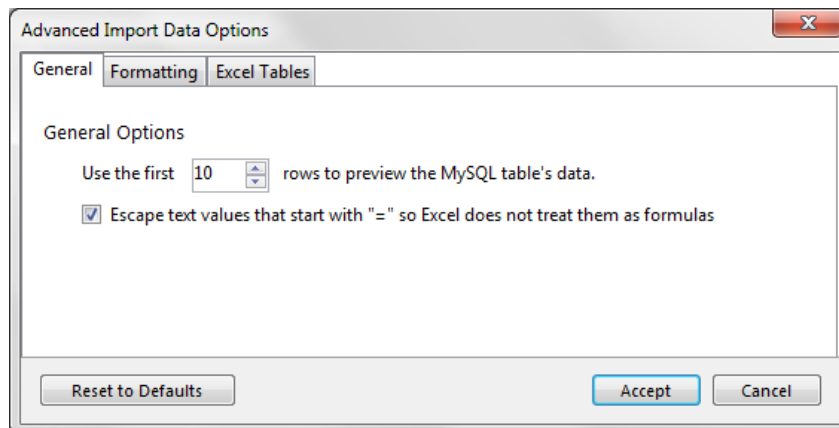 Advanced Import Data Options
General Formatting Excel Tables
General Options
Use the first 10 rows to preview the MySQL table's data.
Escape text values that start with "=" so Excel does not treat them as formulas
Reset to Defaults Accept Cancel